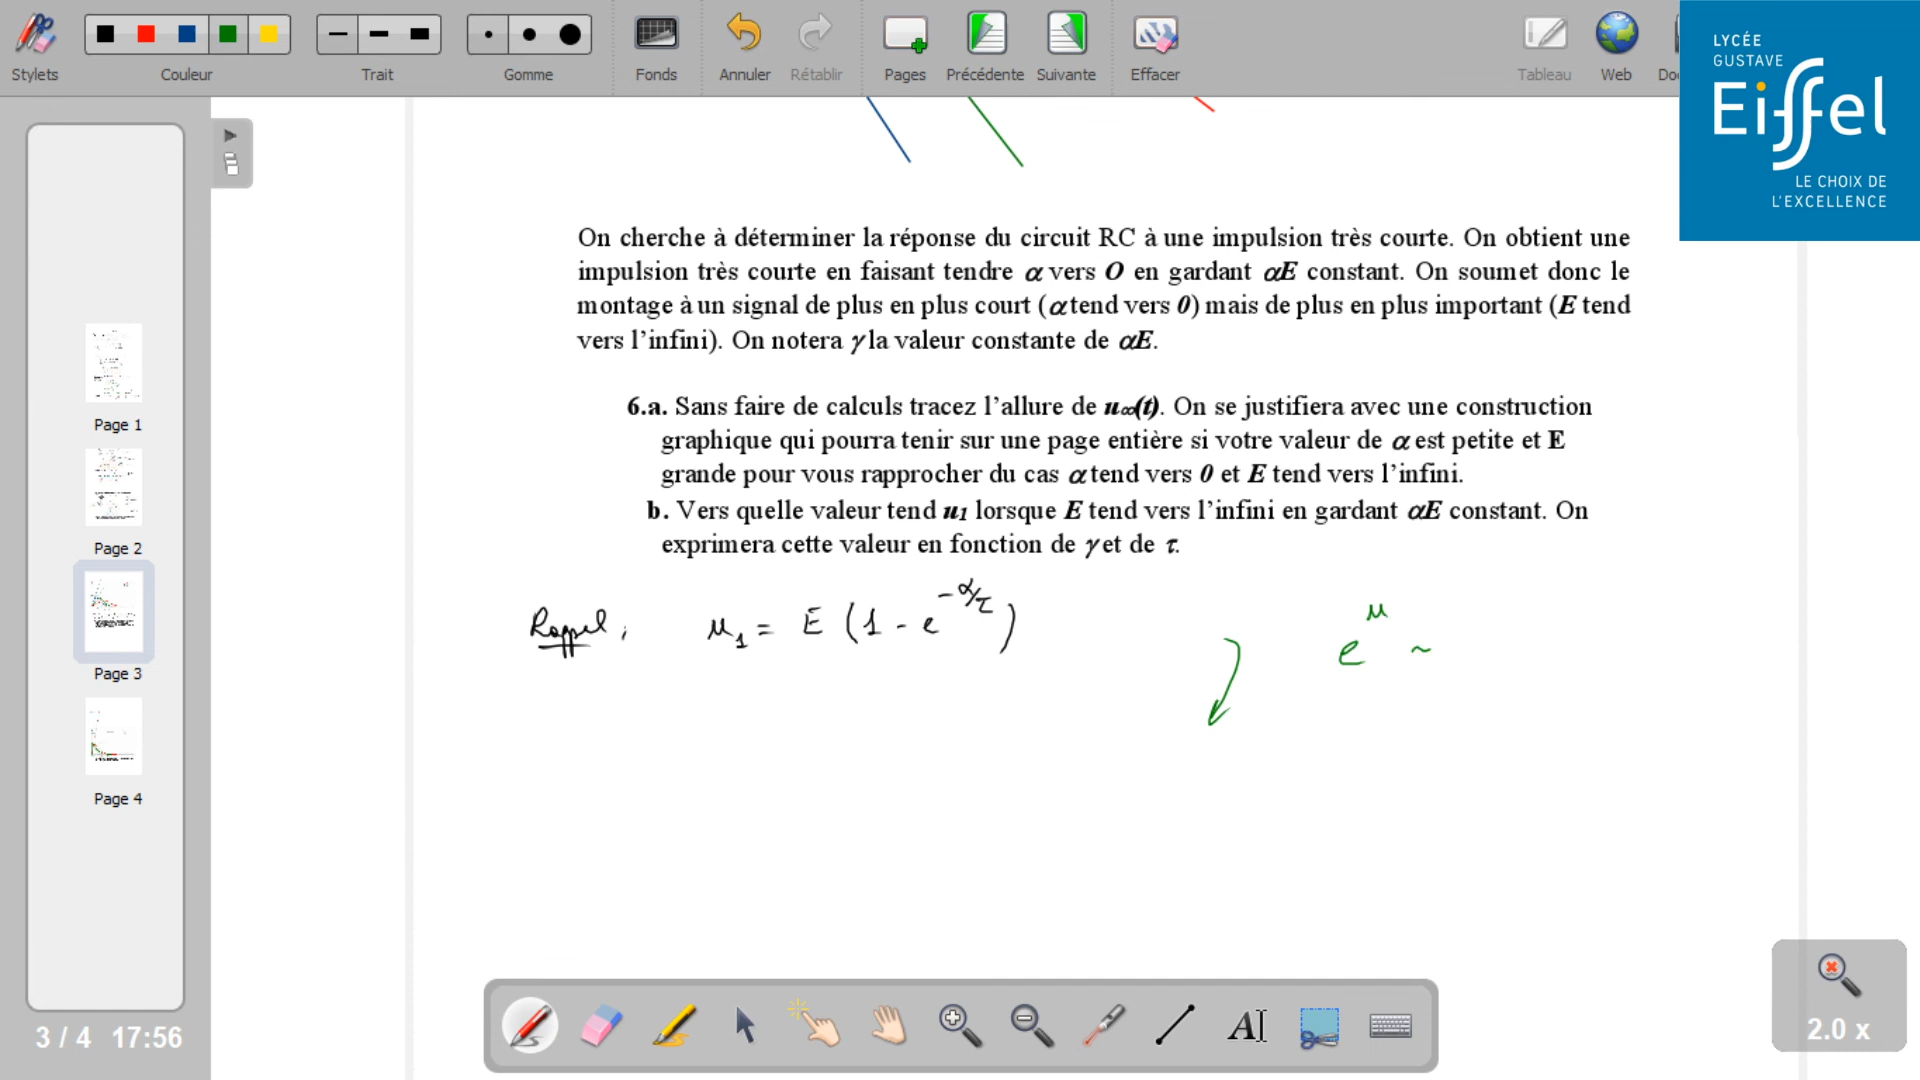 Stylets
Couleur
Trait
Gomme
Fonds
Annuler
Rétablir
Pages
Précédente
Suivante
Effacer
Tableau
Web
LYCÉE
GUSTAVE
Eiffel
LE CHOIX DE
L'EXCELLENCE
On cherche à déterminer la réponse du circuit RC à une impulsion très courte. On obtient une
impulsion très courte en faisant tendre α vers O en gardant αE constant. On soumet donc le
montage à un signal de plus en plus court (α tend vers 0) mais de plus en plus important (E tend
vers l'infini). On notera γ la valeur constante de αE.
6.a. Sans faire de calculs tracez l'allure de u∞(t). On se justifiera avec une construction
graphique qui pourra tenir sur une page entière si votre valeur de α est petite et E
grande pour vous rapprocher du cas α tend vers 0 et E tend vers l'infini.
b. Vers quelle valeur tend u1 lorsque E tend vers l'infini en gardant αE constant. On
exprimera cette valeur en fonction de γ et de τ.
Rappel : u₁ = E (1 - e^(-α/τ))
e^u ~
Page 1
Page 2
Page 3
Page 4
3 / 4 17:56
2.0 x